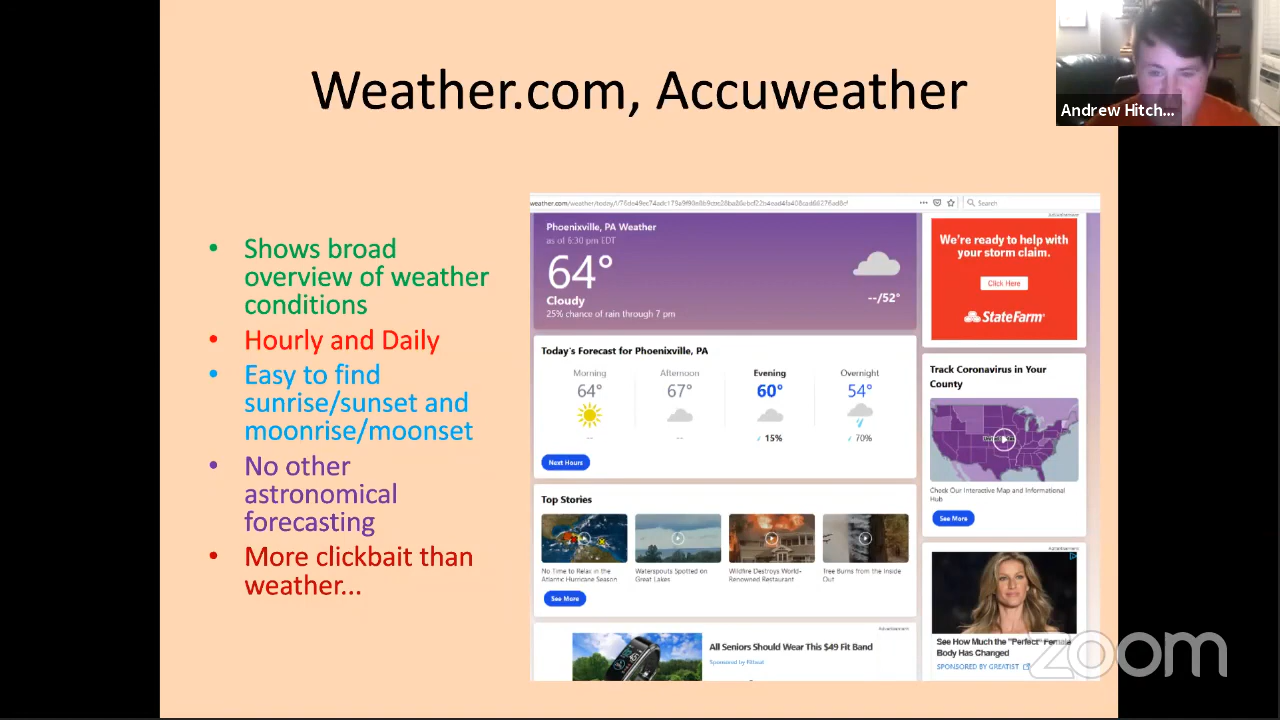 Weather.com, Accuweather
Andrew Hitch...
• Shows broad
overview of weather
conditions
• Hourly and Daily
• Easy to find
sunrise/sunset and
moonrise/moonset
• No other
astronomical
forecasting
• More clickbait than
weather...
Search
Phoenixville, PA Weather
as of 6:30 pm EDT
64°
Cloudy
25% chance of rain through 7 pm
--/52°
Today's Forecast for Phoenixville, PA
Morning Afternoon Evening Overnight
64° 67° 60° 54°
-- -- 15% 70%
Next Hours
Top Stories
No Time to Relax in the
Atlantic Hurricane Season
Waterspouts Spotted on
Great Lakes
Wildfire Destroys World-
Renowned Restaurant
Tree Burns from the Inside
Out
See More
Advertisement
All Seniors Should Wear This $49 Fit Band
Advertisement
We're ready to help with
your storm claim.
Click Here
StateFarm
Track Coronavirus in Your
County
Check Our Interactive Map and Informational
Hub
See More
Advertisement
See How Much the "Perfect" Female
Body Has Changed
SPONSORED BY GREATIST
zoom